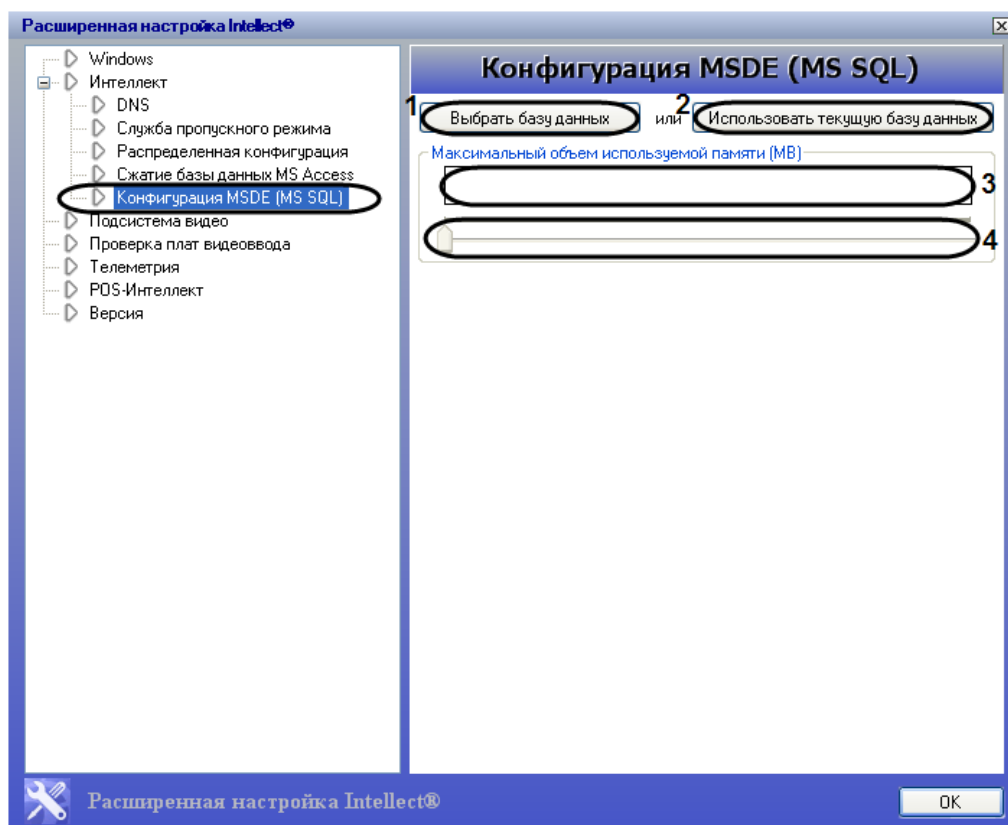 Расширенная настройка Intellect®
Windows
Интеллект
DNS
Служба пропускного режима
Распределенная конфигурация
Сжатие базы данных MS Access
Конфигурация MSDE (MS SQL)
Подсистема видео
Проверка плат видеоввода
Телеметрия
POS-Интеллект
Версия
Конфигурация MSDE (MS SQL)
1 Выбрать базу данных или 2 Использовать текущую базу данных
Максимальный объем используемой памяти (MB)
3
4
Расширенная настройка Intellect®
OK